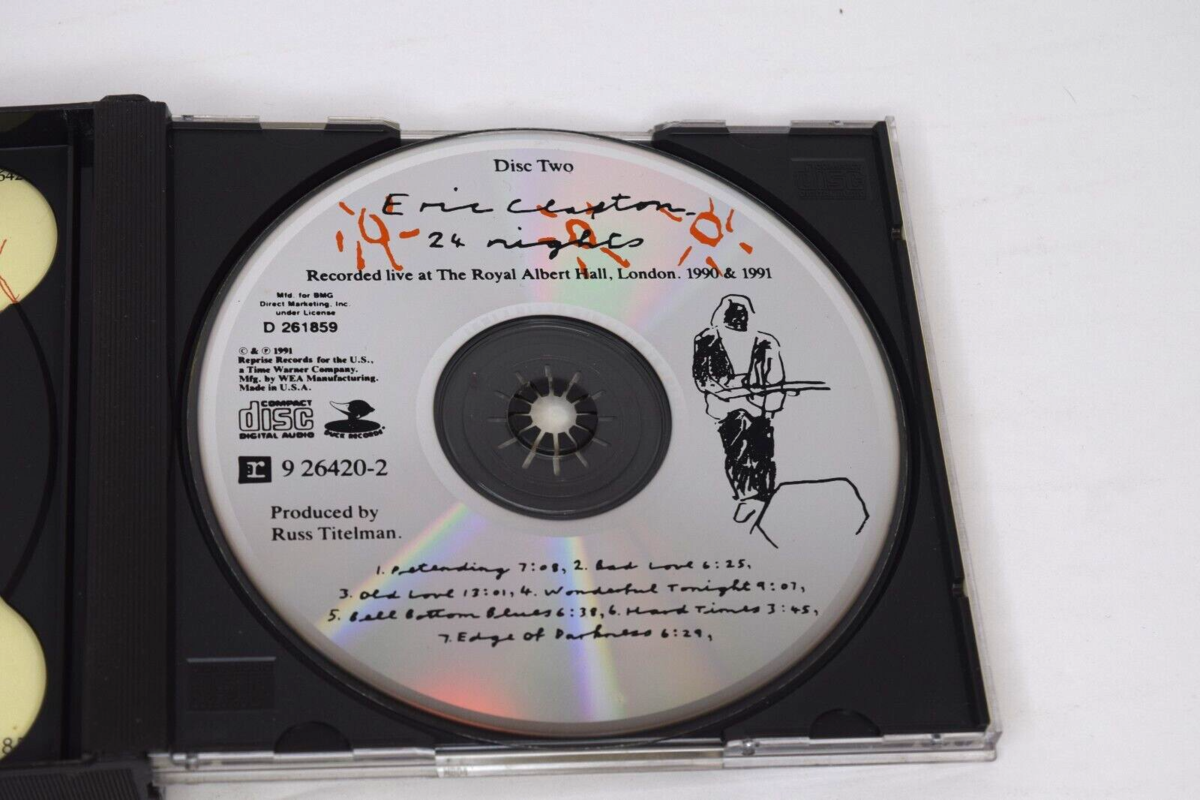 Disc Two
Eric Clapton
24 nights
Recorded live at The Royal Albert Hall, London. 1990 & 1991
Mfd. for BMG
Direct Marketing, Inc.
under License
D 261859
© & ℗ 1991
Reprise Records for the U.S.,
a Time Warner Company.
Mfg. by WEA Manufacturing.
Made in U.S.A.
COMPACT
disc
DIGITAL AUDIO
DUCK RECORDS
r 9 26420-2
Produced by
Russ Titelman.
1. Pretending 7:08, 2. Bad Love 6:25,
3. Old Love 13:01, 4. Wonderful Tonight 9:07,
5. Bell Bottom Blues 6:38, 6. Hard Times 3:45,
7. Edge Of Darkness 6:29,